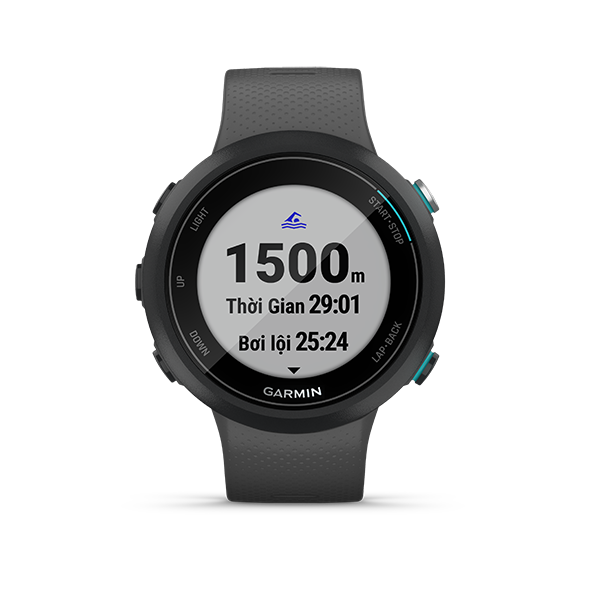 LIGHT
START·STOP
1500m
Thời Gian 29:01
UP
Bơi lội 25:24
DOWN
LAP·BACK
GARMIN